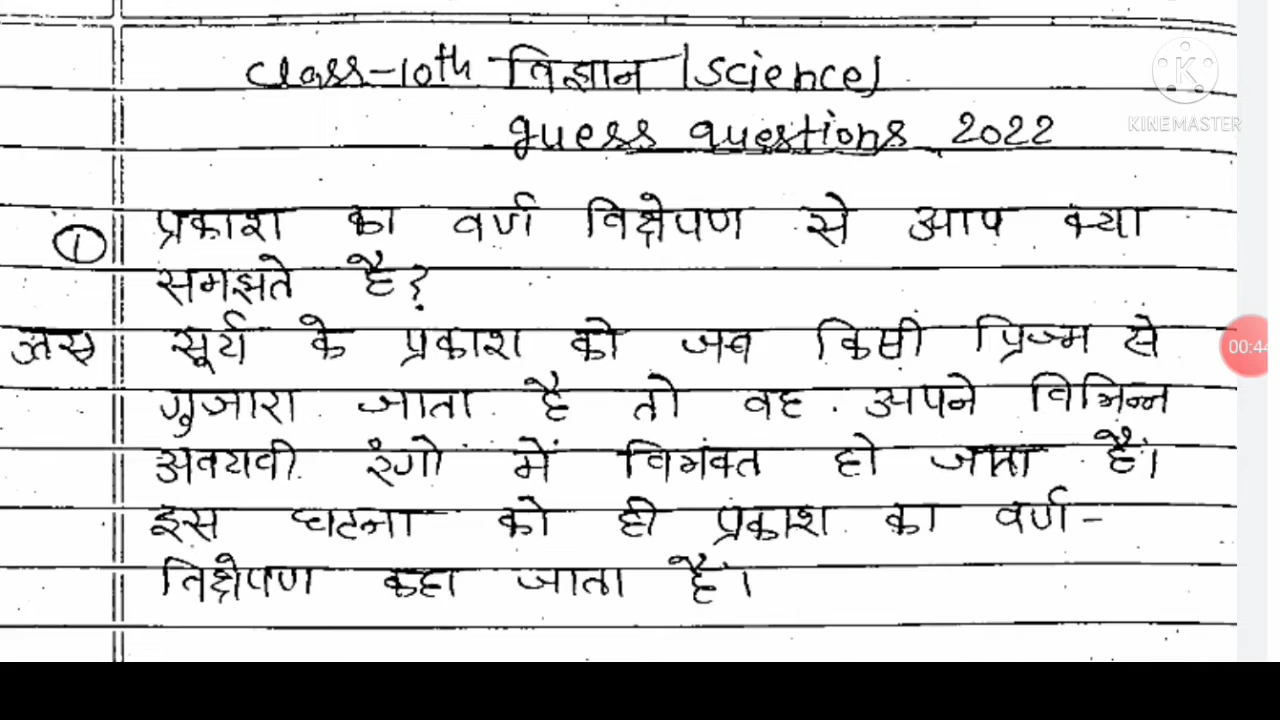 Class-10th विज्ञान (Science)
guess questions 2022
KINEMASTER
① प्रकाश का वर्ण विक्षेपण से आप क्या
समझते है?
उत्तर सूर्य के प्रकाश को जब किसी प्रिज्म से
गुजारा जाता है तो वह अपने विभिन्न
अवयवी रंगो में विभक्त हो जाता है।
इस घटना को ही प्रकाश का वर्ण-
विक्षेपण कहा जाता है।
00:44